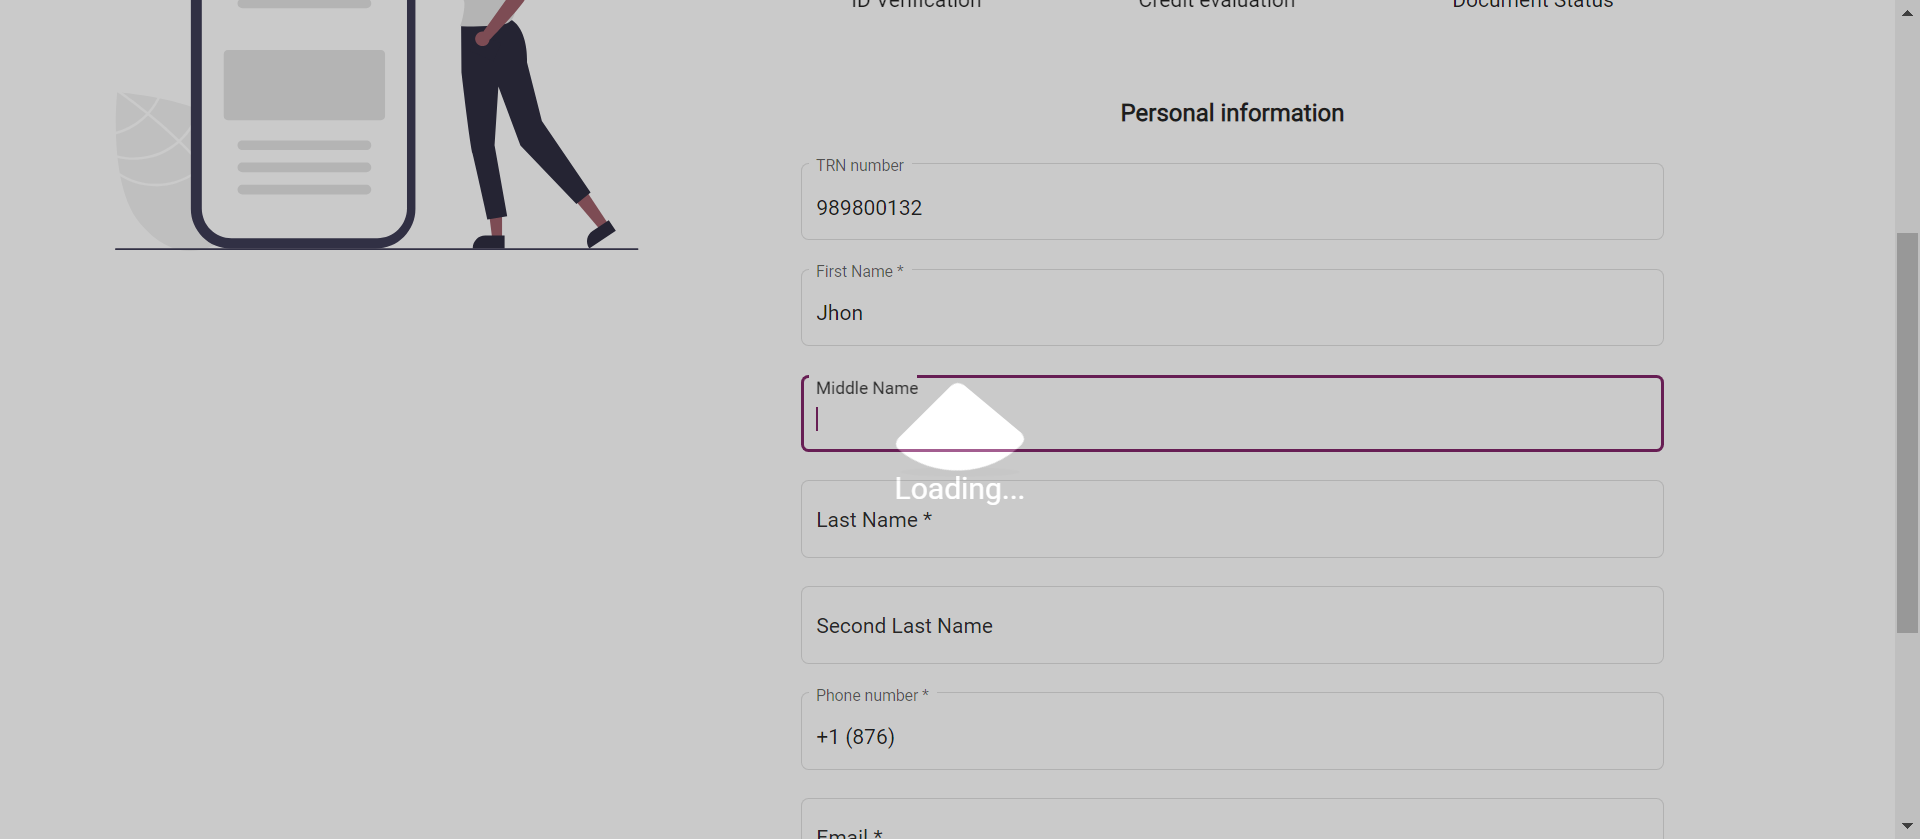 ID Verification
Credit evaluation
Document Status
Personal information
TRN number
989800132
First Name *
Jhon
Middle Name
Loading...
Last Name *
Second Last Name
Phone number *
+1 (876)
Email *